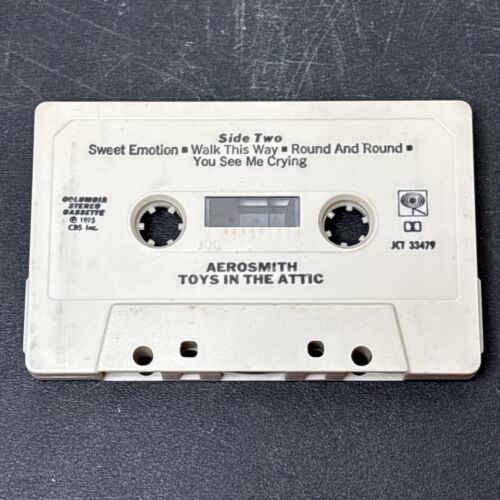 Side Two
Sweet Emotion ▪ Walk This Way ▪ Round And Round ▪
You See Me Crying
COLUMBIA
STEREO
CASSETTE
℗ 1975
CBS Inc.
100
JCT 33479
AEROSMITH
TOYS IN THE ATTIC